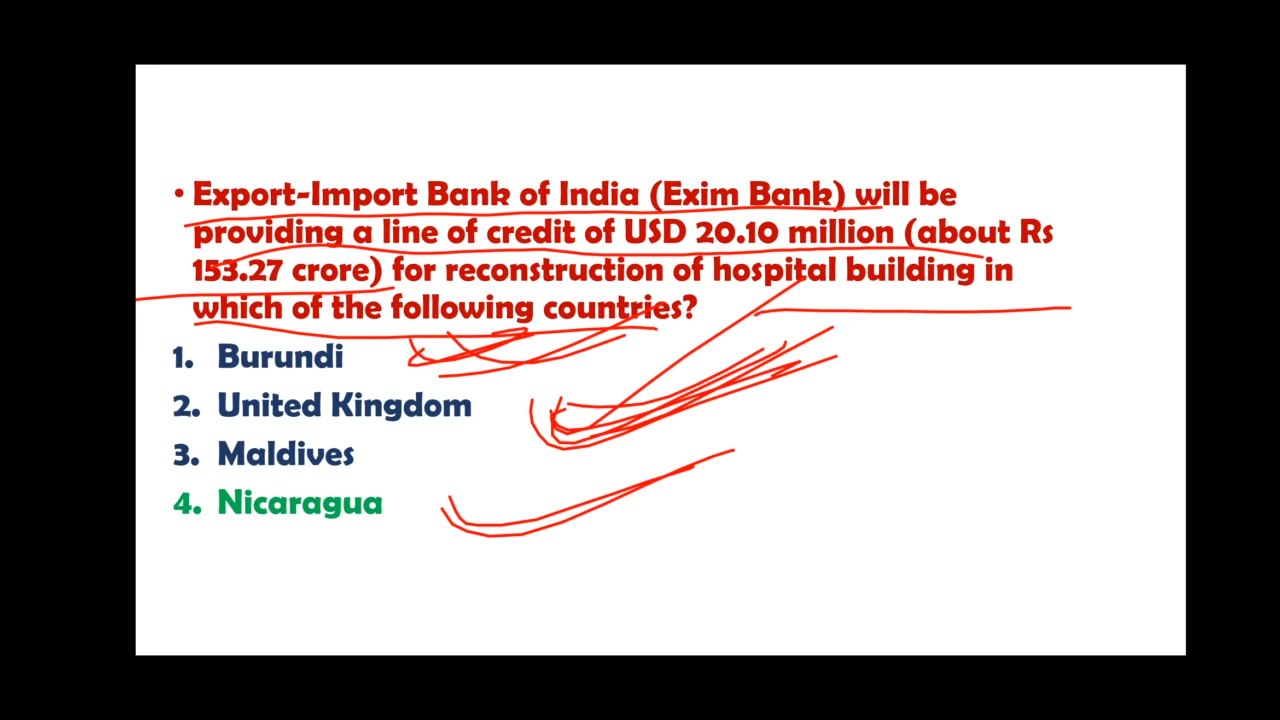 • Export-Import Bank of India (Exim Bank) will be
providing a line of credit of USD 20.10 million (about Rs
153.27 crore) for reconstruction of hospital building in
which of the following countries?
1. Burundi
2. United Kingdom
3. Maldives
4. Nicaragua